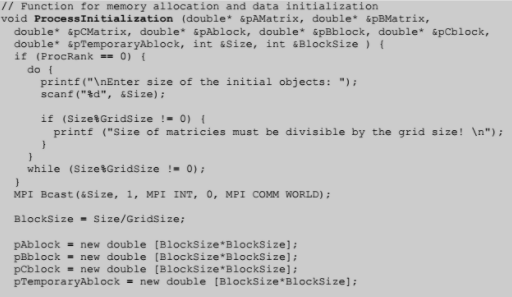 // Function for memory allocation and data initialization
void ProcessInitialization (double* &pAMatrix, double* &pBMatrix,
double* &pCMatrix, double* &pAblock, double* &pBblock, double* &pCblock,
double* &pTemporaryAblock, int &Size, int &BlockSize ) {
if (ProcRank == 0) {
do {
printf("\nEnter size of the initial objects: ");
scanf("%d", &Size);
if (Size%GridSize != 0) {
printf ("Size of matricies must be divisible by the grid size! \n");
}
}
while (Size%GridSize != 0);
}
MPI Bcast(&Size, 1, MPI INT, 0, MPI COMM WORLD);
BlockSize = Size/GridSize;
pAblock = new double [BlockSize*BlockSize];
pBblock = new double [BlockSize*BlockSize];
pCblock = new double [BlockSize*BlockSize];
pTemporaryAblock = new double [BlockSize*BlockSize];